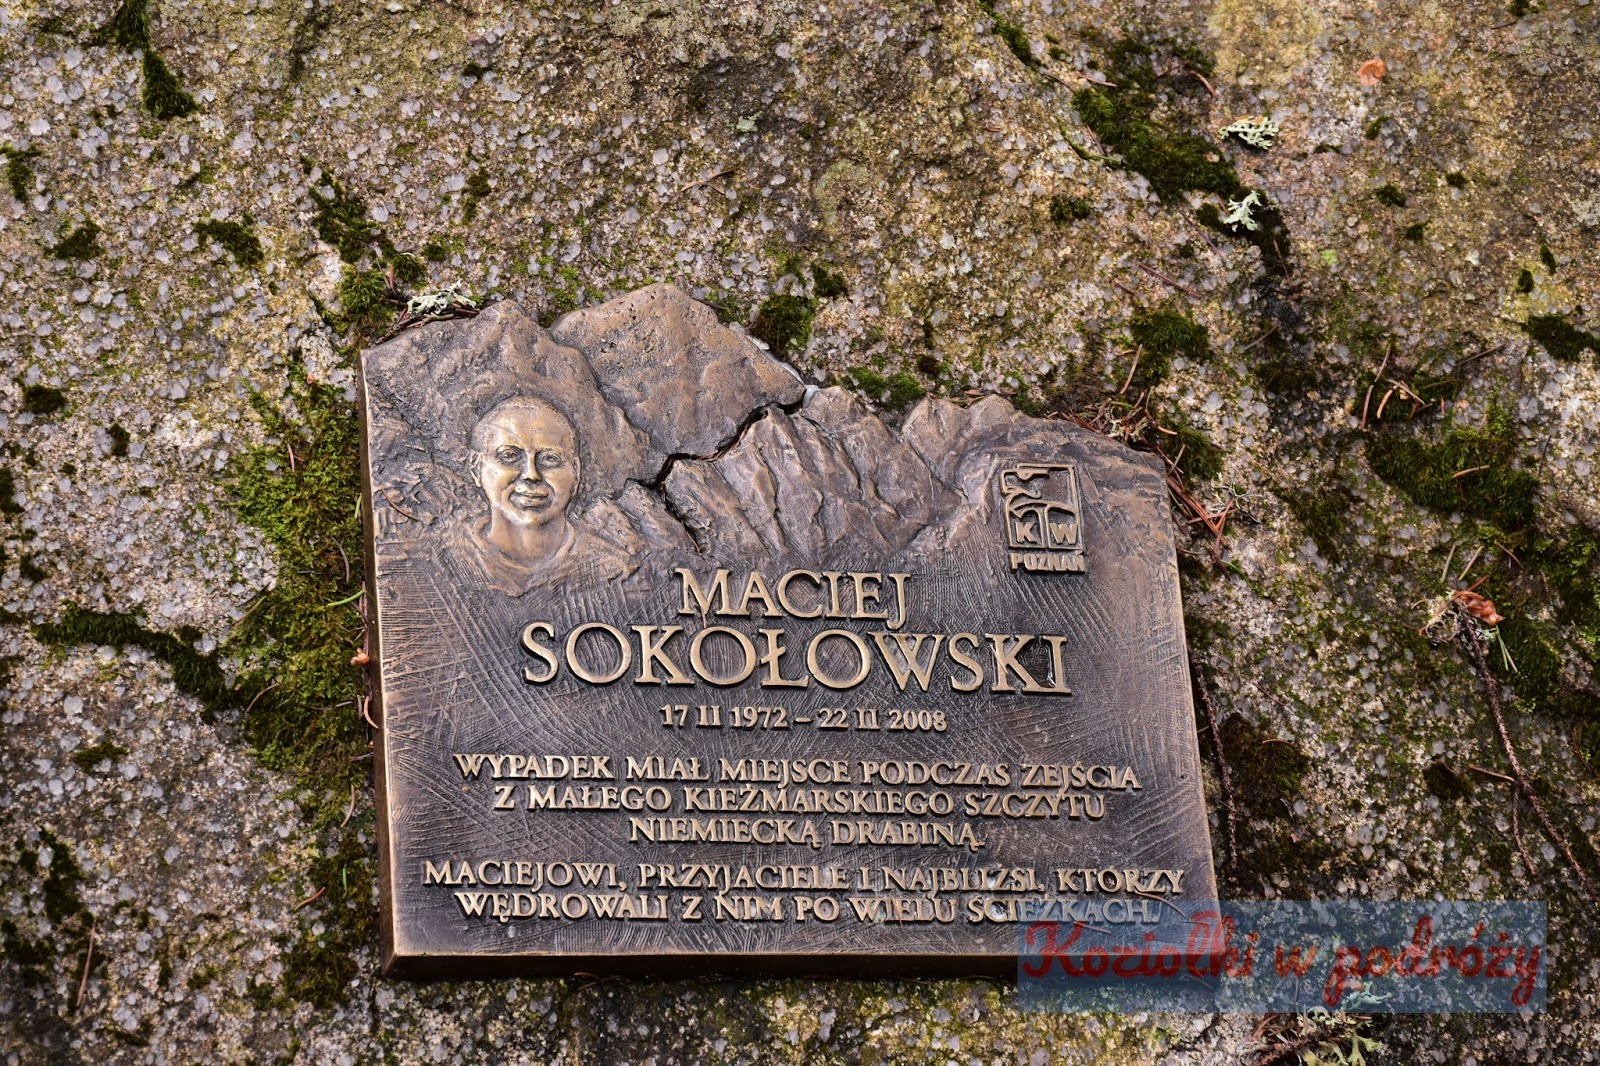 KW
POZNAŃ
MACIEJ
SOKOŁOWSKI
17 II 1972 – 22 II 2008
WYPADEK MIAŁ MIEJSCE PODCZAS ZEJŚCIA
Z MAŁEGO KIEŻMARSKIEGO SZCZYTU
NIEMIECKĄ DRABINĄ.
MACIEJOWI, PRZYJACIELE I NAJBLIŻSI, KTÓRZY
WĘDROWALI Z NIM PO WIELU ŚCIEŻKACH.
Koziołki w podróży